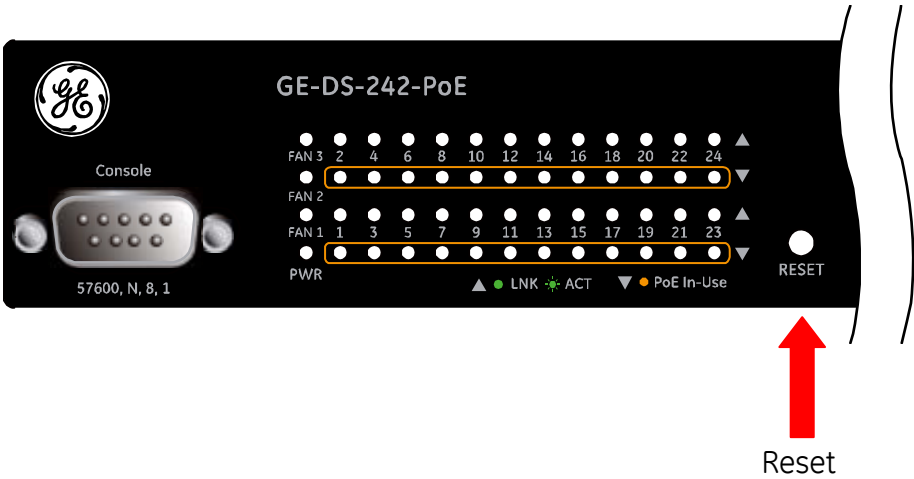 GE
GE-DS-242-PoE
Console
57600, N, 8, 1
FAN 3 2 4 6 8 10 12 14 16 18 20 22 24
FAN 2
FAN 1 1 3 5 7 9 11 13 15 17 19 21 23
PWR
LNK ACT PoE In-Use
RESET
Reset